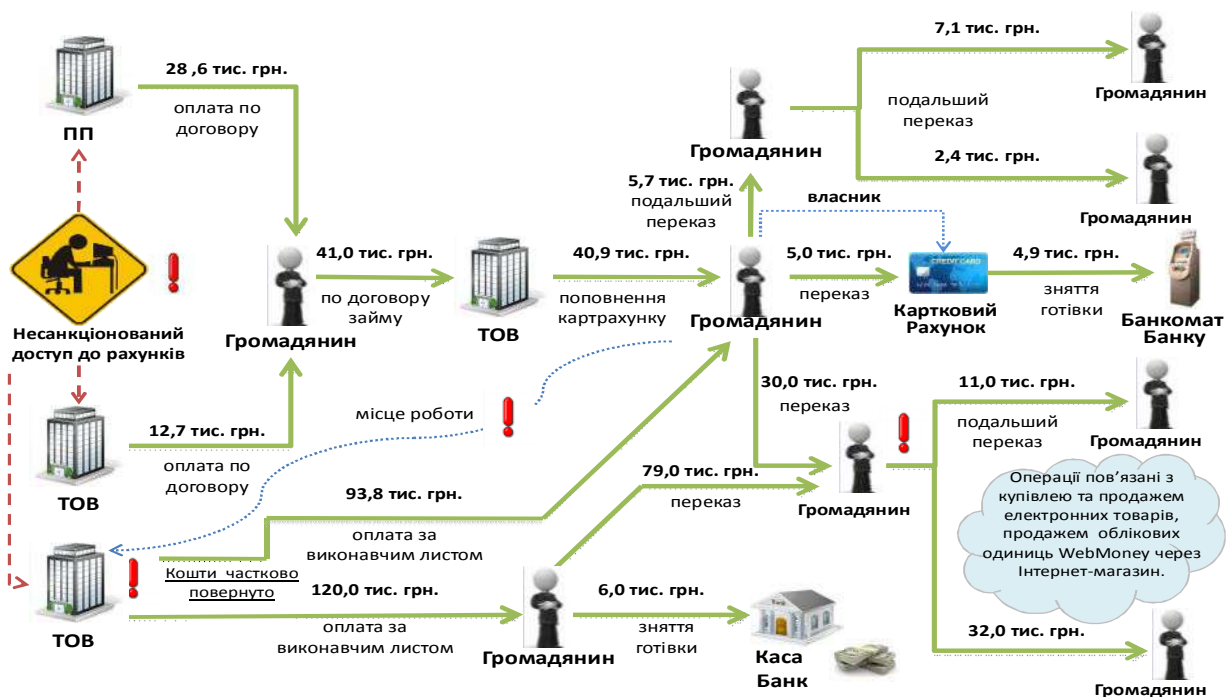 28 ,6 тис. грн.
оплата по
договору
ПП
Несанкціонований
доступ до рахунків
12,7 тис. грн.
оплата по
договору
ТОВ
Громадянин
41,0 тис. грн.
по договору
займу
ТОВ
40,9 тис. грн.
поповнення
картрахунку
Громадянин
5,7 тис. грн.
подальший
переказ
Громадянин
7,1 тис. грн.
Громадянин
подальший
переказ
2,4 тис. грн.
Громадянин
власник
5,0 тис. грн.
переказ
CREDIT CARD
Картковий
Рахунок
4,9 тис. грн.
зняття
готівки
Банкомат
Банку
місце роботи
93,8 тис. грн.
оплата за
виконавчим листом
Кошти частково
повернуто
ТОВ
120,0 тис. грн.
оплата за
виконавчим листом
Громадянин
79,0 тис. грн.
переказ
30,0 тис. грн.
переказ
Громадянин
6,0 тис. грн.
зняття
готівки
Каса
Банк
11,0 тис. грн.
подальший
переказ
Громадянин
Операції пов’язані з
купівлею та продажем
електронних товарів,
продажем облікових
одиниць WebMoney через
Інтернет-магазин.
32,0 тис. грн.
Громадянин